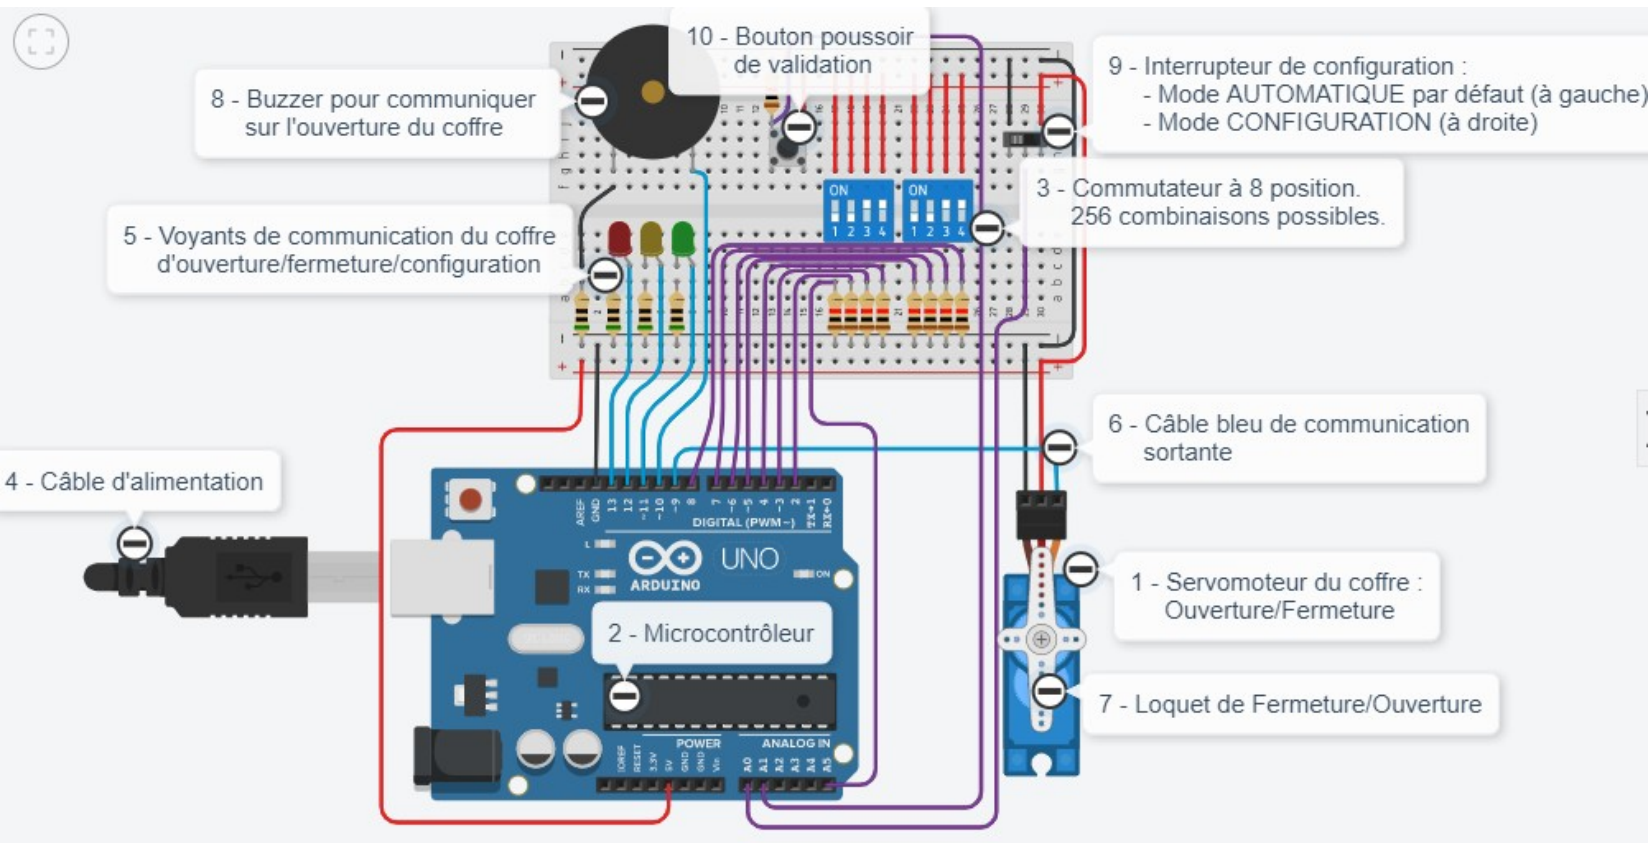 10 - Bouton poussoir
de validation
8 - Buzzer pour communiquer
sur l'ouverture du coffre
9 - Interrupteur de configuration :
- Mode AUTOMATIQUE par défaut (à gauche)
- Mode CONFIGURATION (à droite)
3 - Commutateur à 8 position.
256 combinaisons possibles.
ON
1 2 3 4
ON
1 2 3 4
5 - Voyants de communication du coffre
d'ouverture/fermeture/configuration
6 - Câble bleu de communication
sortante
4 - Câble d'alimentation
AREF
GND
13
12
~11
~10
~9
8
7
~6
~5
4
~3
2
TX→1
RX←0
DIGITAL (PWM~)
L
TX
RX
UNO
ARDUINO
ON
1 - Servomoteur du coffre :
Ouverture/Fermeture
2 - Microcontrôleur
7 - Loquet de Fermeture/Ouverture
POWER
ANALOG IN
IOREF
RESET
3.3V
5V
GND
GND
Vin
A0
A1
A2
A3
A4
A5